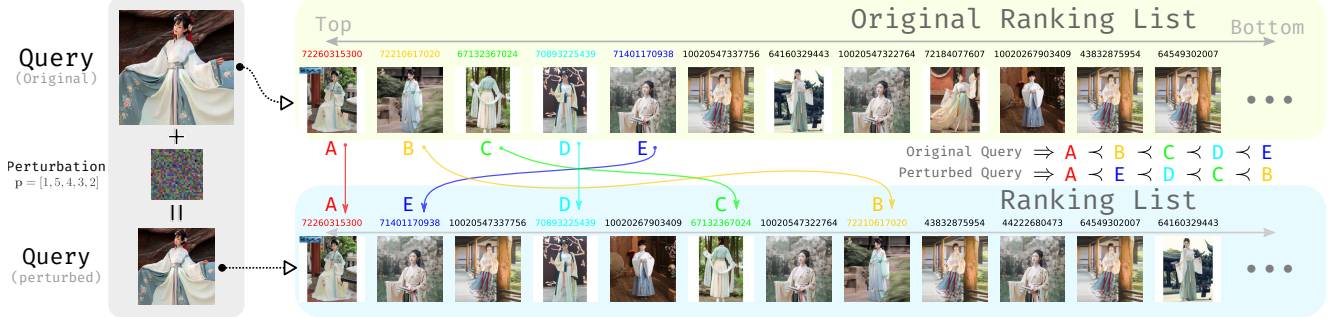 Top
Original Ranking List
Bottom
Query
(Original)
72260315300 72210617020 67132367024 70893225439 71401170938 10020547337756 64160329443 10020547322764 72184077607 10020267903409 43832875954 64549302007
+
Perturbation
p = [1, 5, 4, 3, 2]
=
A B C D E
Original Query ⇒ A ≺ B ≺ C ≺ D ≺ E
Perturbed Query ⇒ A ≺ E ≺ D ≺ C ≺ B
Ranking List
A E D C B
72260315300 71401170938 10020547337756 70893225439 10020267903409 67132367024 10020547322764 72210617020 43832875954 44222680473 64549302007 64160329443
Query
(perturbed)